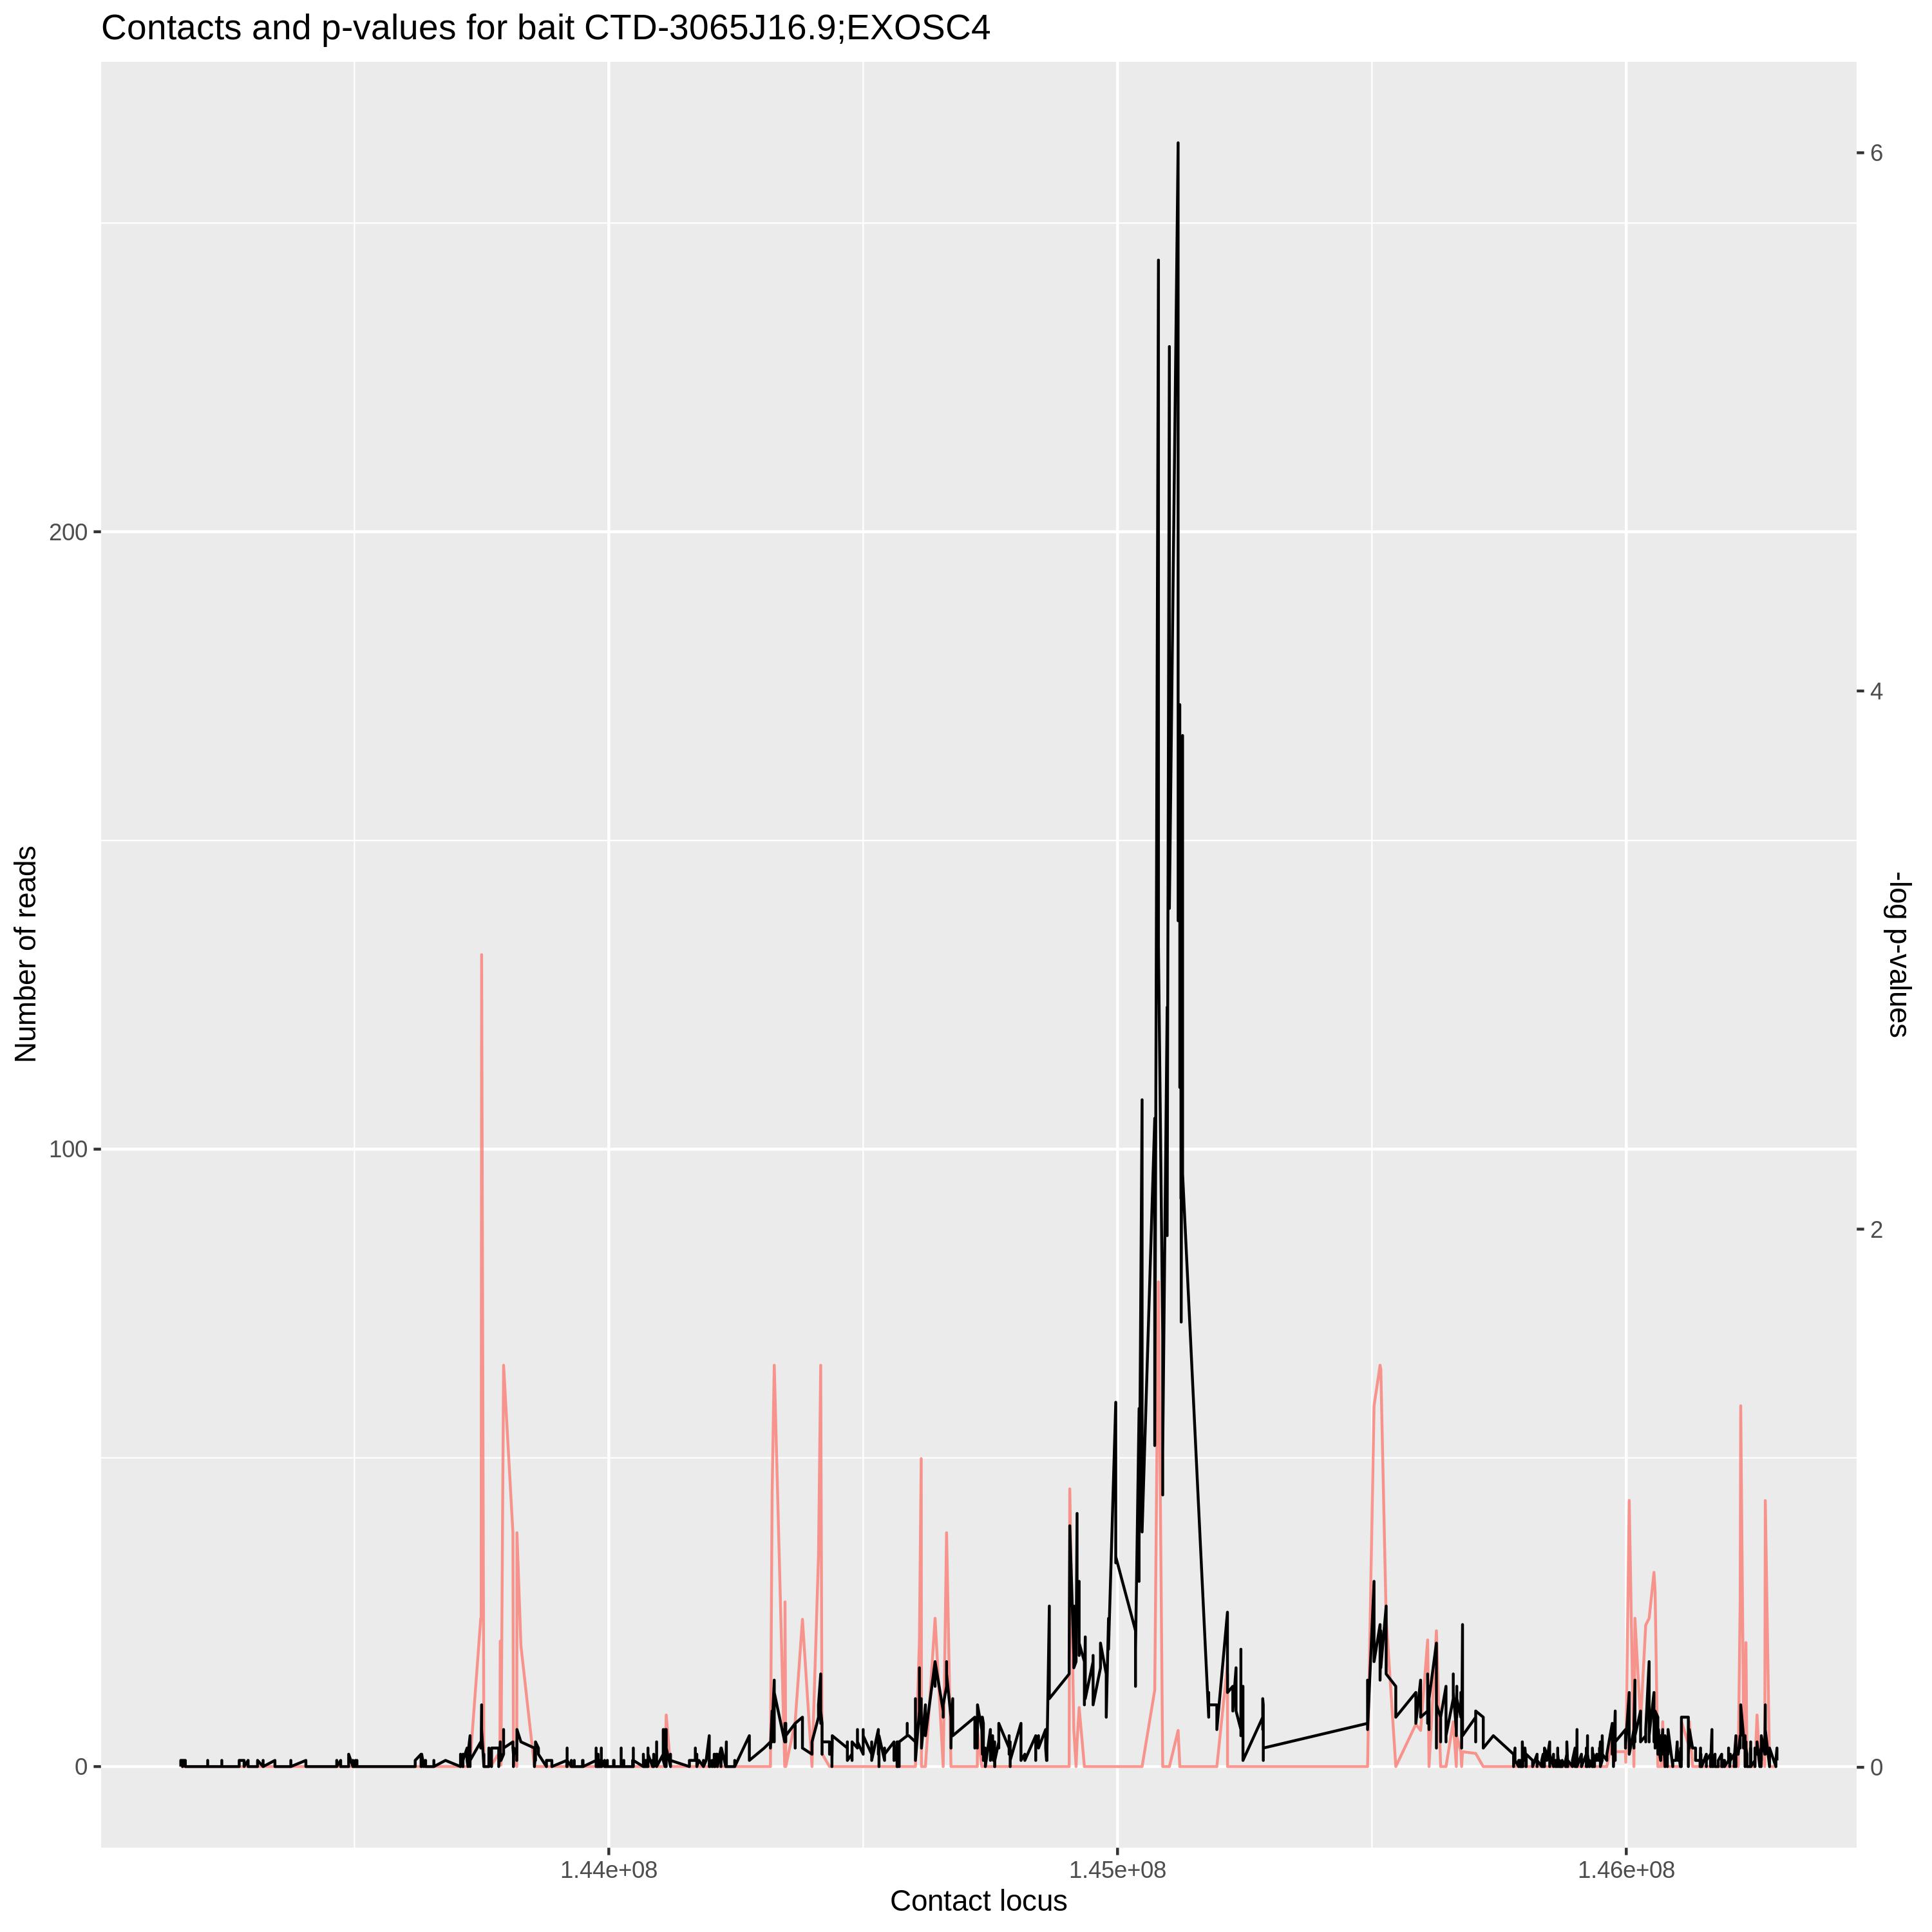 Contacts and p-values for bait CTD-3065J16.9;EXOSC4
Number of reads
200
100
0
6
4
2
0
-log p-values
1.44e+08
1.45e+08
1.46e+08
Contact locus